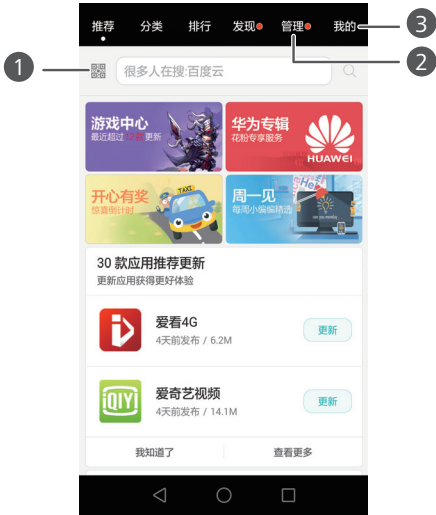 推荐 分类 排行 发现 管理 我的
3
1
2
很多人在搜:百度云
游戏中心
最近超过12款更新
华为专辑
花粉专享服务
HUAWEI
开心有奖
惊喜倒计时
TAXI
周一见
每周小编编精选
30 款应用推荐更新
更新应用获得更好体验
爱看4G
4天前发布 / 6.2M
更新
iQIYI
爱奇艺视频
4天前发布 / 14.1M
更新
我知道了 查看更多